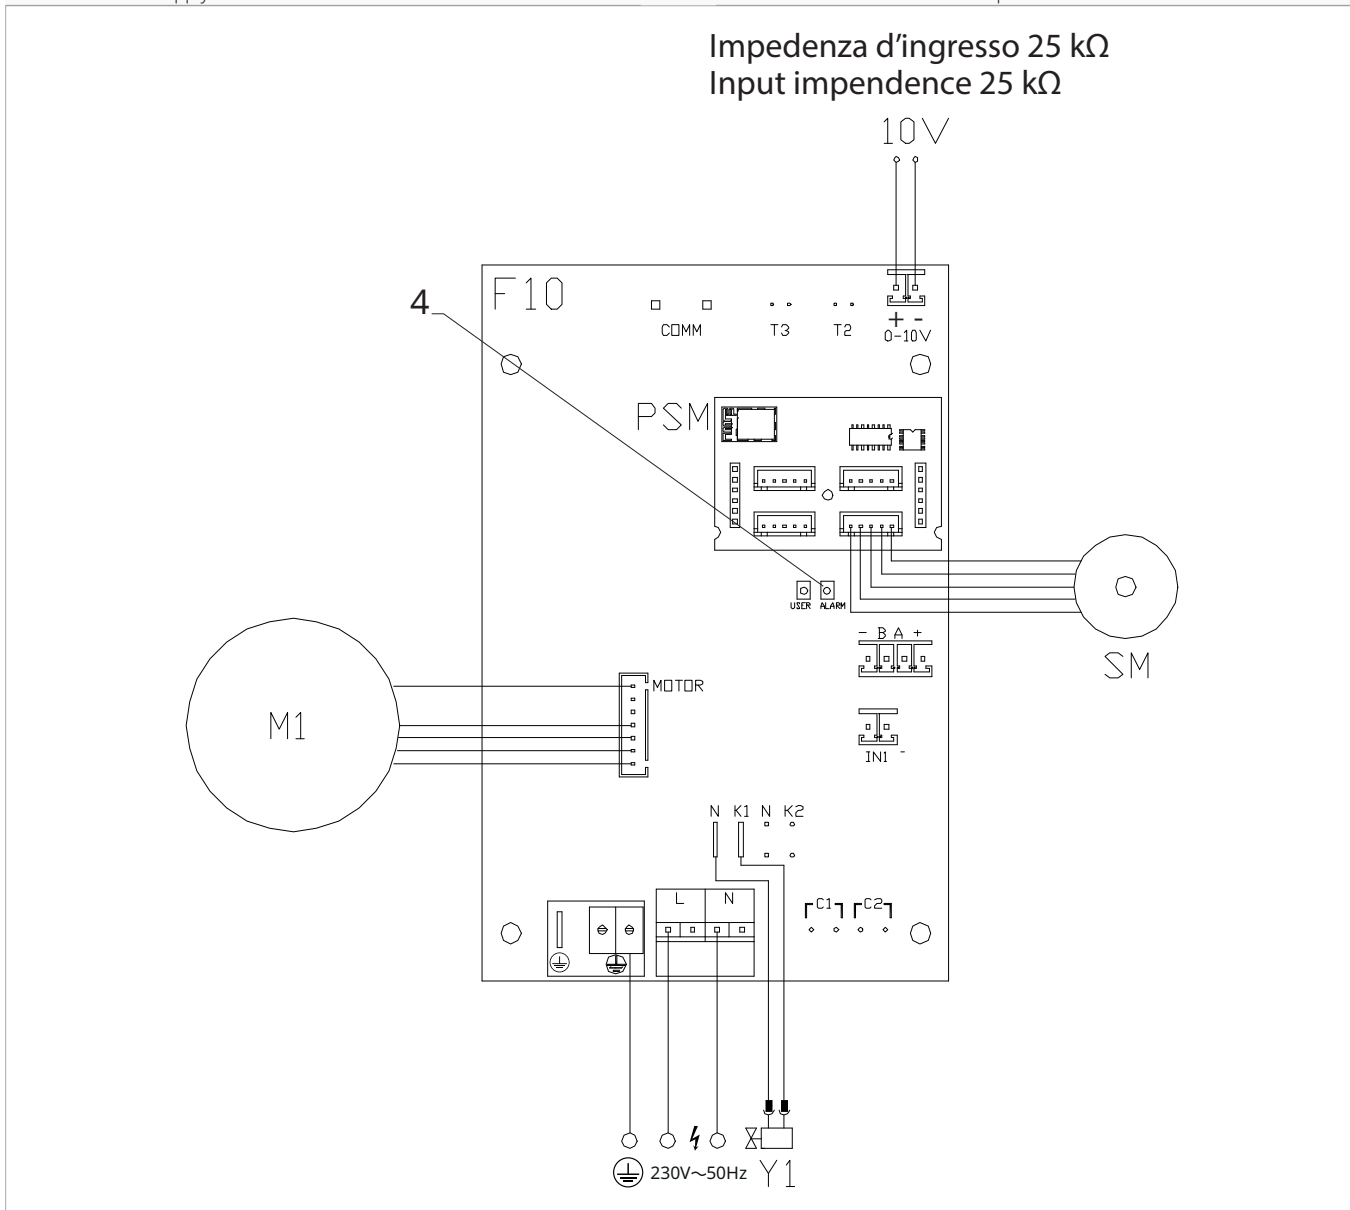 Impedenza d'ingresso 25 kΩ
Input impendence 25 kΩ
10V
F10
4
COMM T3 T2
+ -
0-10V
PSM
USER ALARM
- B A +
SM
MOTOR
M1
IN1 -
N K1 N K2
L N
C1 C2
230V~50Hz
Y1